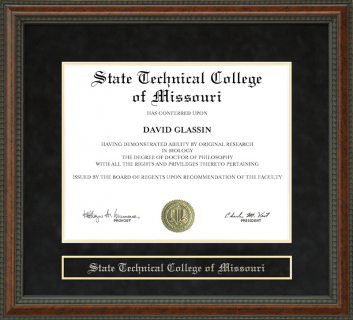 State Technical College
of Missouri
HAS CONFERRED UPON
DAVID GLASSIN
HAVING DEMONSTRATED ABILITY BY ORIGINAL RESEARCH
IN BIOLOGY
THE DEGREE OF DOCTOR OF PHILOSOPHY
WITH ALL THE RIGHTS AND PRIVILEGES THERETO PERTAINING
ISSUED BY THE BOARD OF REGENTS UPON RECOMMENDATION OF THE FACULTY
PROVOST
PRESIDENT
State Technical College of Missouri